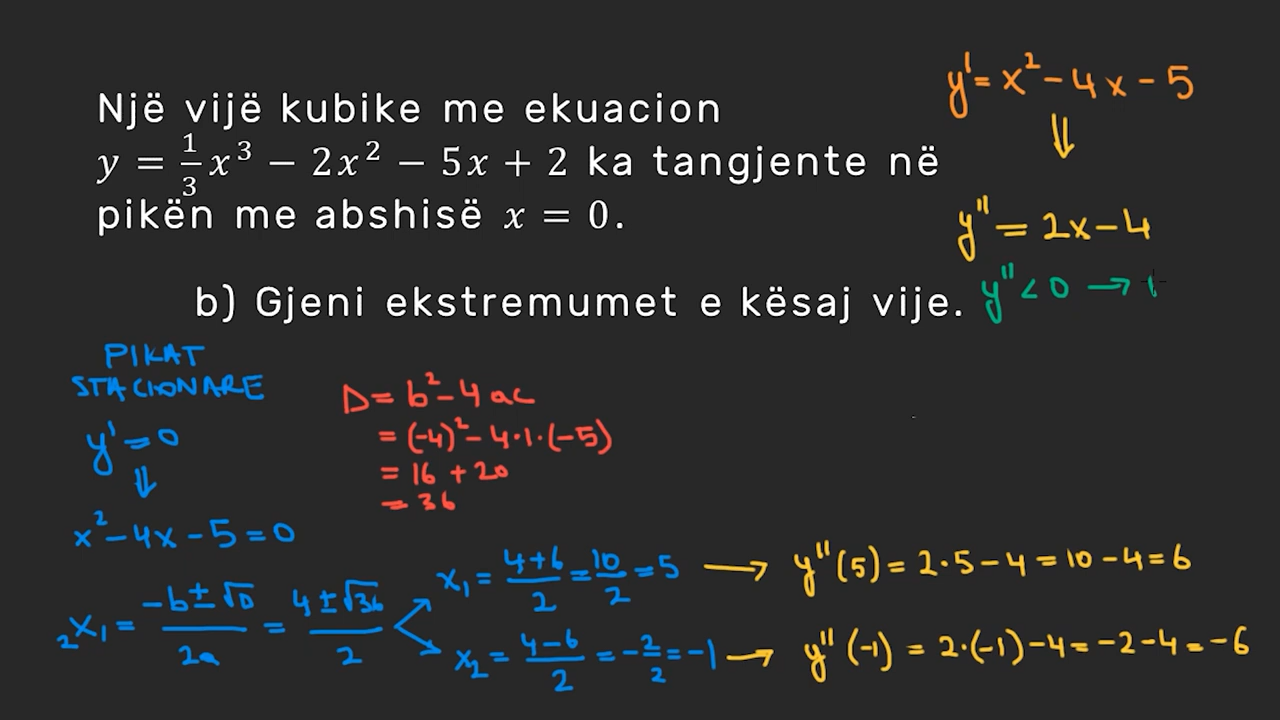 Një vijë kubike me ekuacion
y = 1/3 x³ − 2x² − 5x + 2 ka tangjente në
pikën me abshisë x = 0.
b) Gjeni ekstremumet e kësaj vije.
y' = x² − 4x − 5
⇓
y'' = 2x − 4
y'' < 0 →
PIKAT
STACIONARE
y' = 0
⇓
x² − 4x − 5 = 0
D = b² − 4ac
= (−4)² − 4·1·(−5)
= 16 + 20
= 36
₂x₁ = (−b ± √D)/2a = (4 ± √36)/2
x₁ = (4+6)/2 = 10/2 = 5 → y''(5) = 2·5 − 4 = 10 − 4 = 6
x₂ = (4−6)/2 = −2/2 = −1 → y''(−1) = 2·(−1) − 4 = −2 − 4 = −6